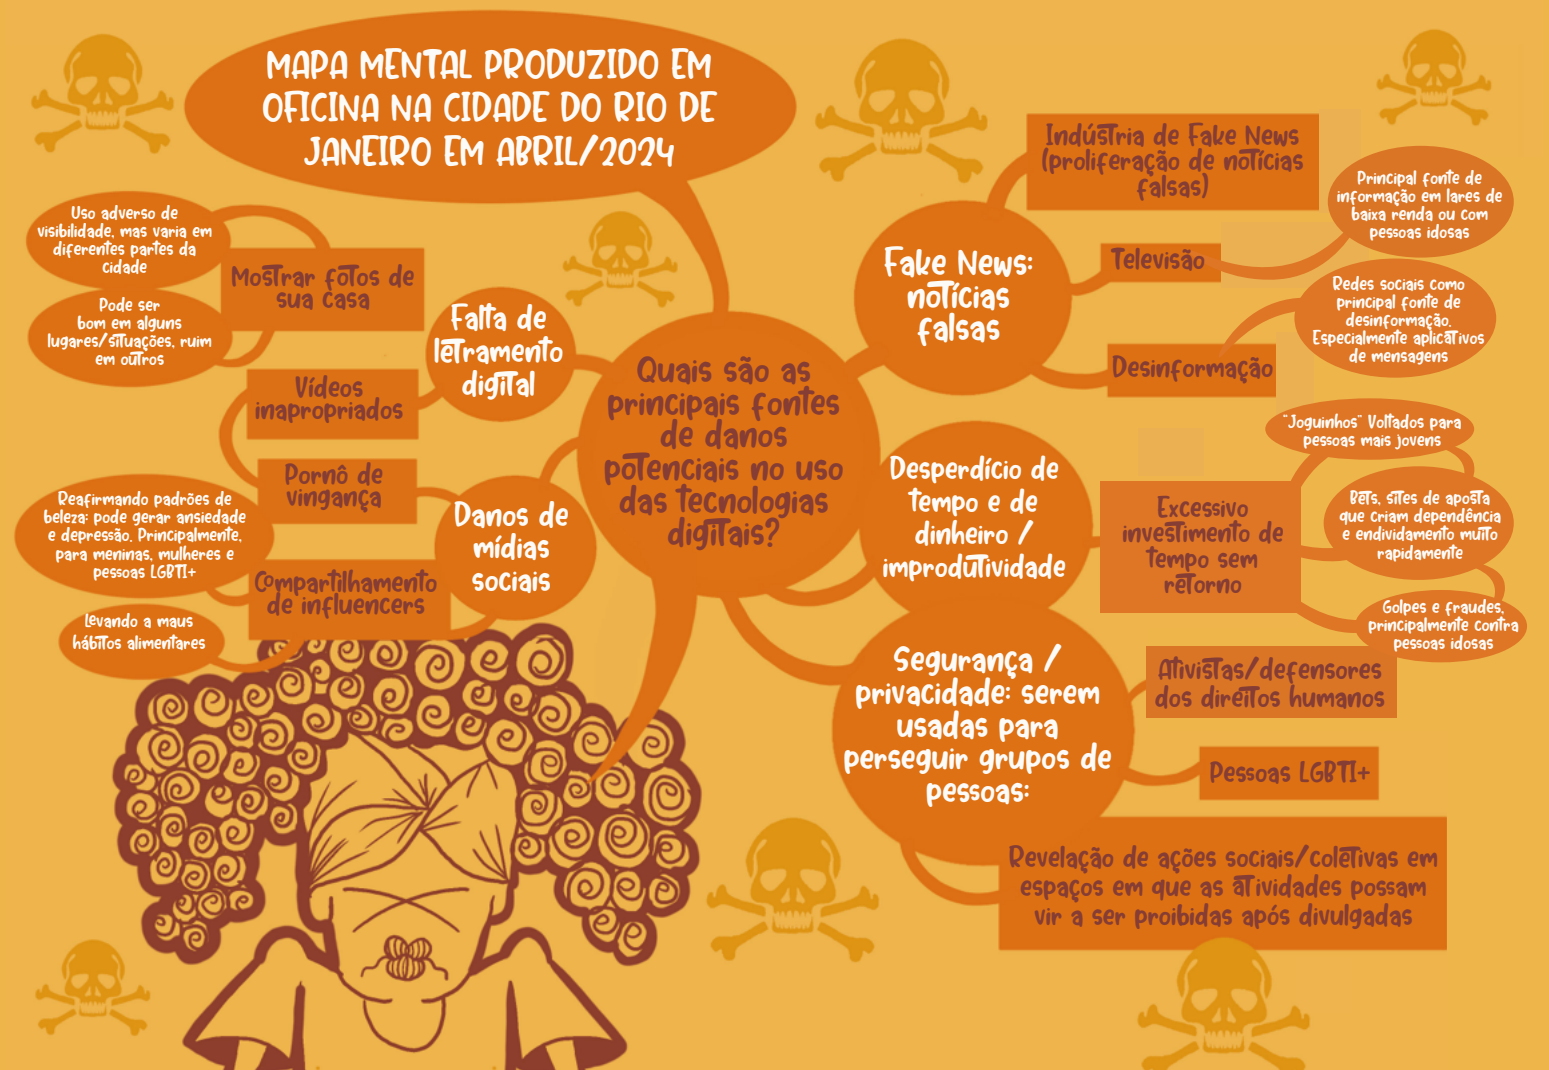 MAPA MENTAL PRODUZIDO EM
OFICINA NA CIDADE DO RIO DE
JANEIRO EM ABRIL/2024
Quais são as
principais fontes
de danos
potenciais no uso
das tecnologias
digitais?
Falta de
letramento
digital
Mostrar fotos de
sua casa
Uso adverso de
visibilidade, mas varia em
diferentes partes da
cidade
Pode ser
bom em alguns
lugares/situações, ruim
em outros
Vídeos
inapropriados
Pornô de
vingança
Danos de
mídias
sociais
Compartilhamento
de influencers
Reafirmando padrões de
beleza: pode gerar ansiedade
e depressão. Principalmente,
para meninas, mulheres e
pessoas LGBTI+
Levando a maus
hábitos alimentares
Fake News:
notícias
falsas
Indústria de Fake News
(proliferação de notícias
falsas)
Televisão
Principal fonte de
informação em lares de
baixa renda ou com
pessoas idosas
Desinformação
Redes sociais como
principal fonte de
desinformação.
Especialmente aplicativos
de mensagens
Desperdício de
tempo e de
dinheiro /
improdutividade
Excessivo
investimento de
tempo sem
retorno
"Joguinhos" Voltados para
pessoas mais jovens
Bets, sites de aposta
que criam dependência
e endividamento muito
rapidamente
Golpes e fraudes,
principalmente contra
pessoas idosas
Segurança /
privacidade: serem
usadas para
perseguir grupos de
pessoas:
Ativistas/defensores
dos direitos humanos
Pessoas LGBTI+
Revelação de ações sociais/coletivas em
espaços em que as atividades possam
vir a ser proibidas após divulgadas